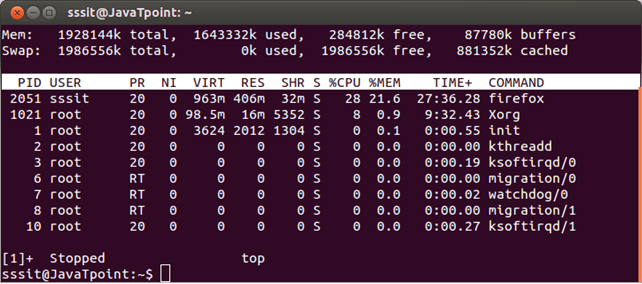 sssit@JavaTpoint: ~
Mem:   1928144k total,  1643332k used,   284812k free,    87780k buffers
Swap:  1986556k total,        0k used,  1986556k free,   881352k cached
  PID USER      PR  NI  VIRT  RES  SHR S %CPU %MEM    TIME+  COMMAND
 2051 sssit     20   0  963m 406m  32m S   28 21.6  27:36.28 firefox
 1021 root      20   0 98.5m  16m 5352 S    8  0.9   9:32.43 Xorg
    1 root      20   0  3624 2012 1304 S    0  0.1   0:00.55 init
    2 root      20   0     0    0    0 S    0  0.0   0:00.00 kthreadd
    3 root      20   0     0    0    0 S    0  0.0   0:00.19 ksoftirqd/0
    6 root      RT   0     0    0    0 S    0  0.0   0:00.00 migration/0
    7 root      RT   0     0    0    0 S    0  0.0   0:00.02 watchdog/0
    8 root      RT   0     0    0    0 S    0  0.0   0:00.00 migration/1
   10 root      20   0     0    0    0 S    0  0.0   0:00.27 ksoftirqd/1
[1]+  Stopped                 top
sssit@JavaTpoint:~$